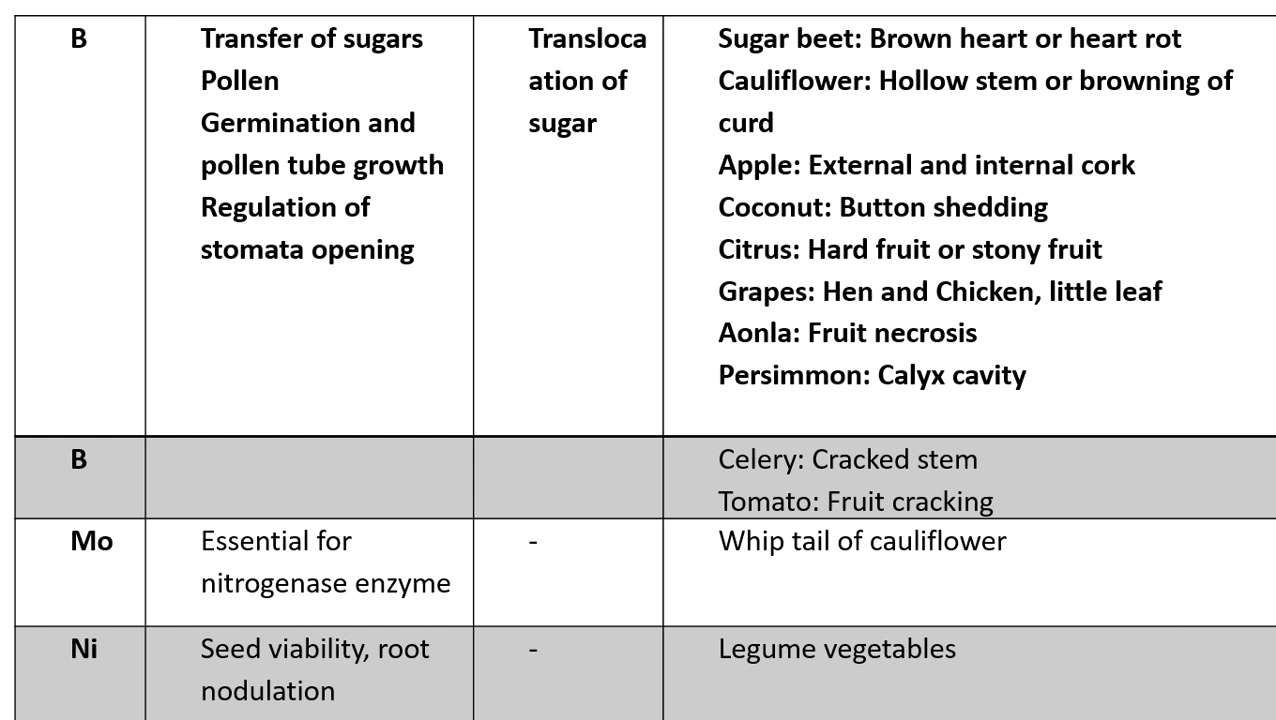 B
Transfer of sugars
Pollen
Germination and
pollen tube growth
Regulation of
stomata opening
Transloca
ation of
sugar
Sugar beet: Brown heart or heart rot
Cauliflower: Hollow stem or browning of
curd
Apple: External and internal cork
Coconut: Button shedding
Citrus: Hard fruit or stony fruit
Grapes: Hen and Chicken, little leaf
Aonla: Fruit necrosis
Persimmon: Calyx cavity
B
Celery: Cracked stem
Tomato: Fruit cracking
Mo
Essential for
nitrogenase enzyme
-
Whip tail of cauliflower
Ni
Seed viability, root
nodulation
-
Legume vegetables